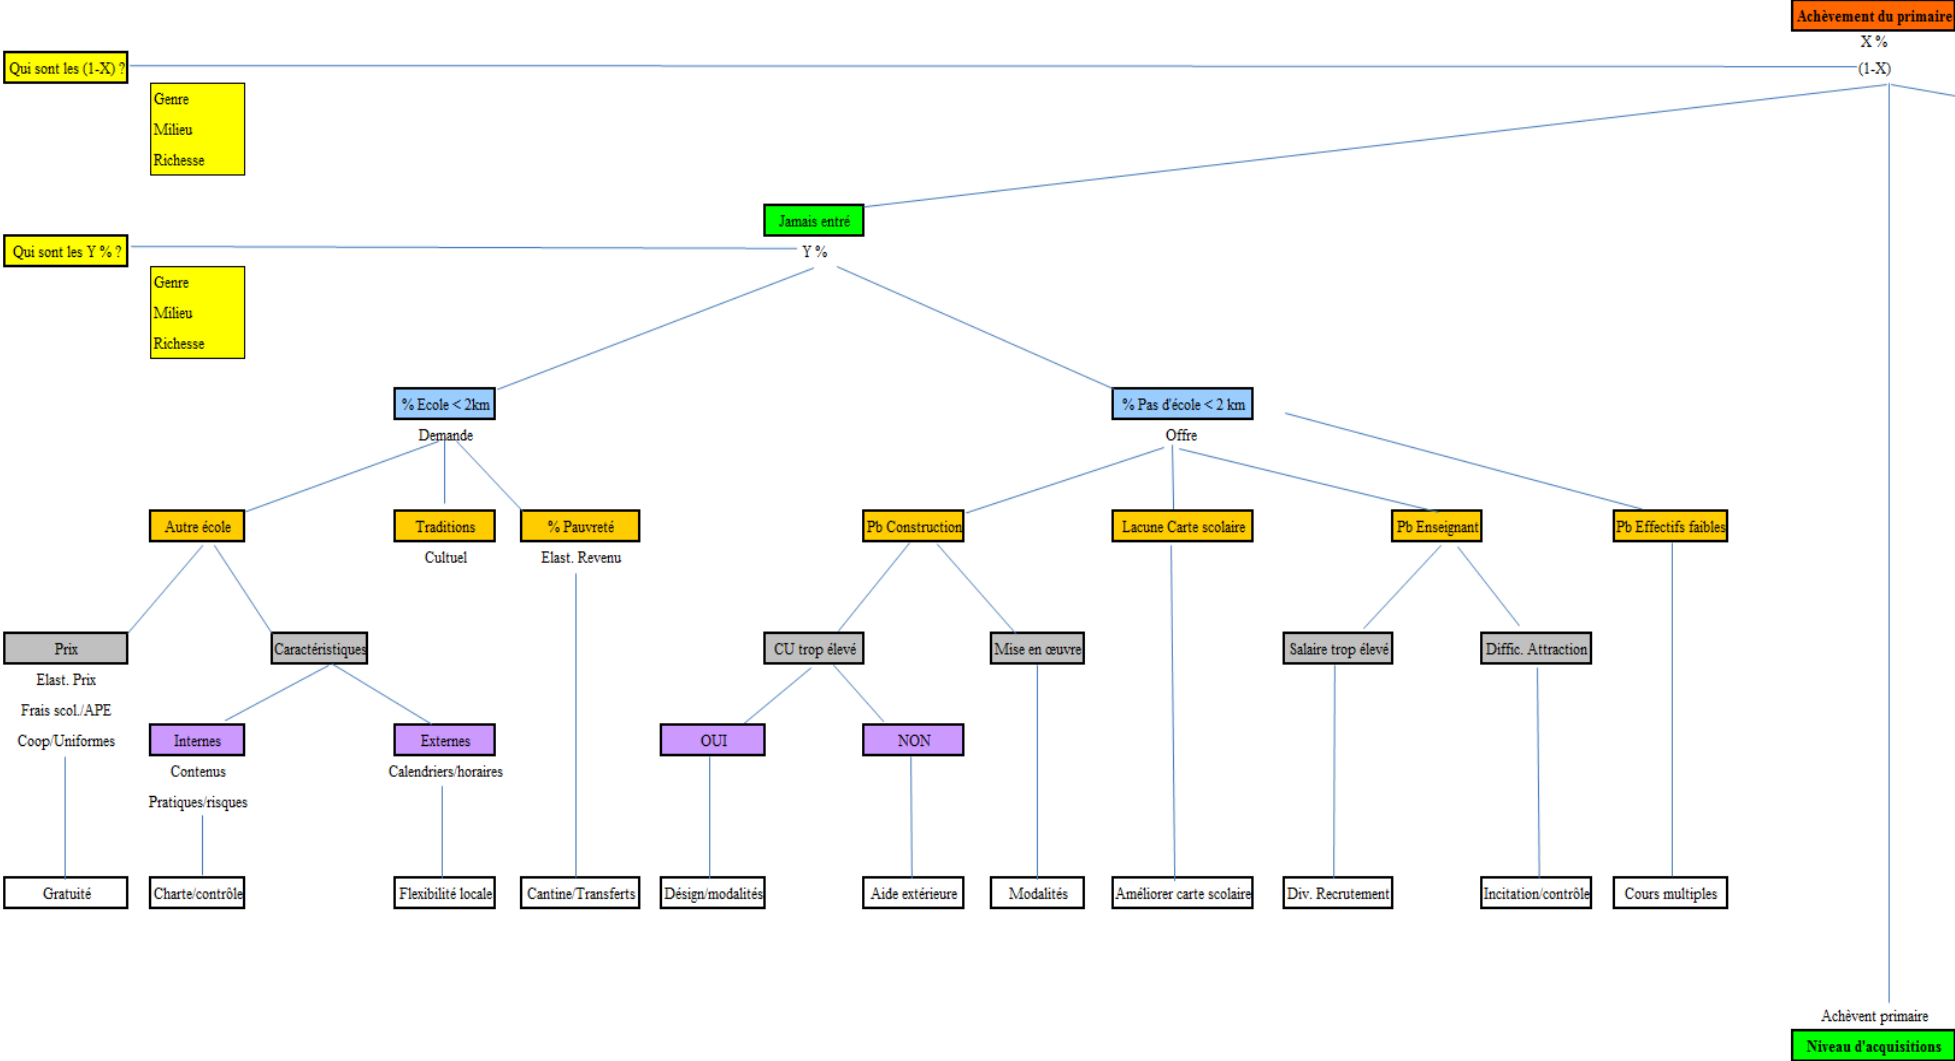 Achèvement du primaire
X %
Qui sont les (1-X) ?
(1-X)
Genre
Milieu
Richesse
Jamais entré
Qui sont les Y % ?
Y %
Genre
Milieu
Richesse
% Ecole < 2km
% Pas d'école < 2 km
Demande
Offre
Autre école
Traditions
% Pauvreté
Pb Construction
Lacune Carte scolaire
Pb Enseignant
Pb Effectifs faibles
Cultuel
Elast. Revenu
Prix
Caractéristiques
CU trop élevé
Mise en œuvre
Salaire trop élevé
Diffic. Attraction
Elast. Prix
Frais scol./APE
Coop/Uniformes
Internes
Externes
OUI
NON
Contenus
Calendriers/horaires
Pratiques/risques
Gratuité
Charte/contrôle
Flexibilité locale
Cantine/Transferts
Désign/modalités
Aide extérieure
Modalités
Améliorer carte scolaire
Div. Recrutement
Incitation/contrôle
Cours multiples
Achèvent primaire
Niveau d'acquisitions